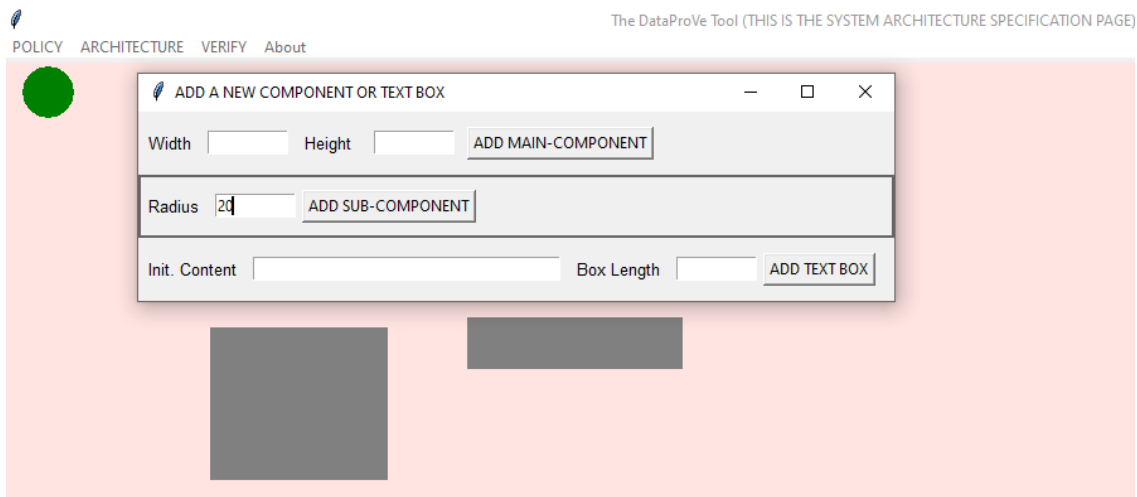 The DataProVe Tool (THIS IS THE SYSTEM ARCHITECTURE SPECIFICATION PAGE)
POLICY ARCHITECTURE VERIFY About
ADD A NEW COMPONENT OR TEXT BOX
Width Height ADD MAIN-COMPONENT
Radius 20 ADD SUB-COMPONENT
Init. Content Box Length ADD TEXT BOX